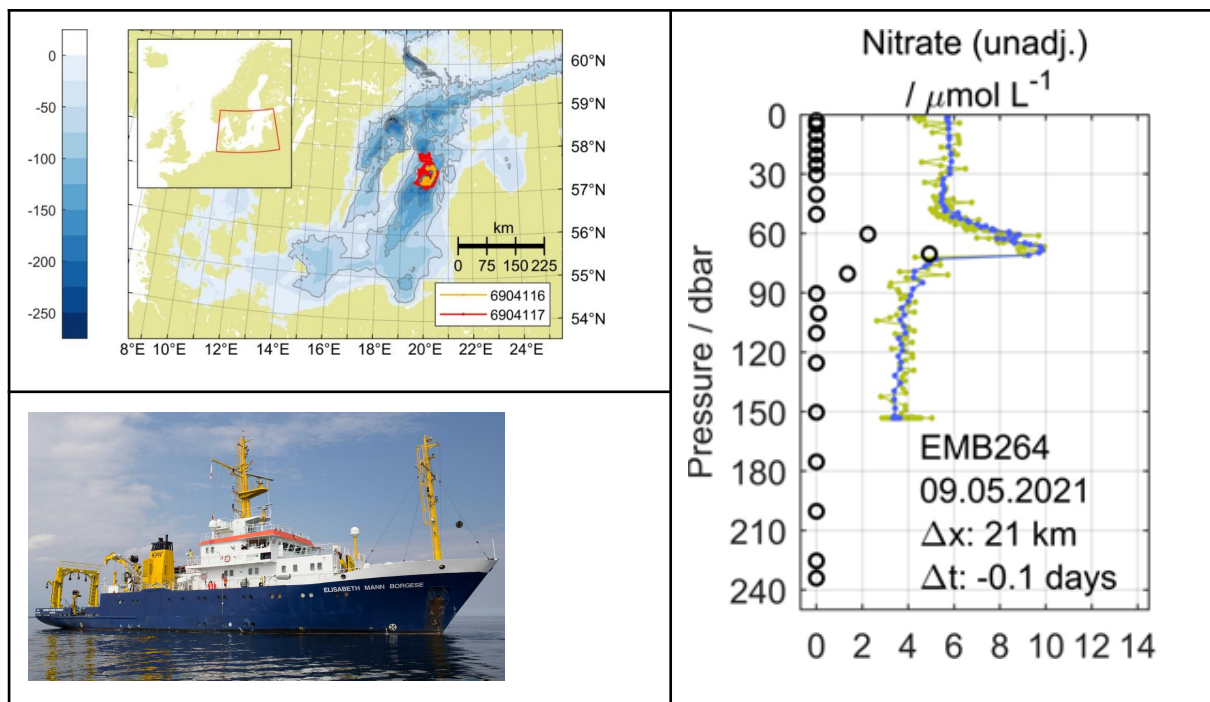 0
-50
-100
-150
-200
-250
60°N
59°N
58°N
57°N
56°N
55°N
54°N
km
0 75 150 225
6904116
6904117
8°E 10°E 12°E 14°E 16°E 18°E 20°E 22°E 24°E
ELISABETH MANN BORGESE
Nitrate (unadj.)
/ μmol L⁻¹
Pressure / dbar
0
30
60
90
120
150
180
210
240
EMB264
09.05.2021
Δx: 21 km
Δt: -0.1 days
0 2 4 6 8 10 12 14